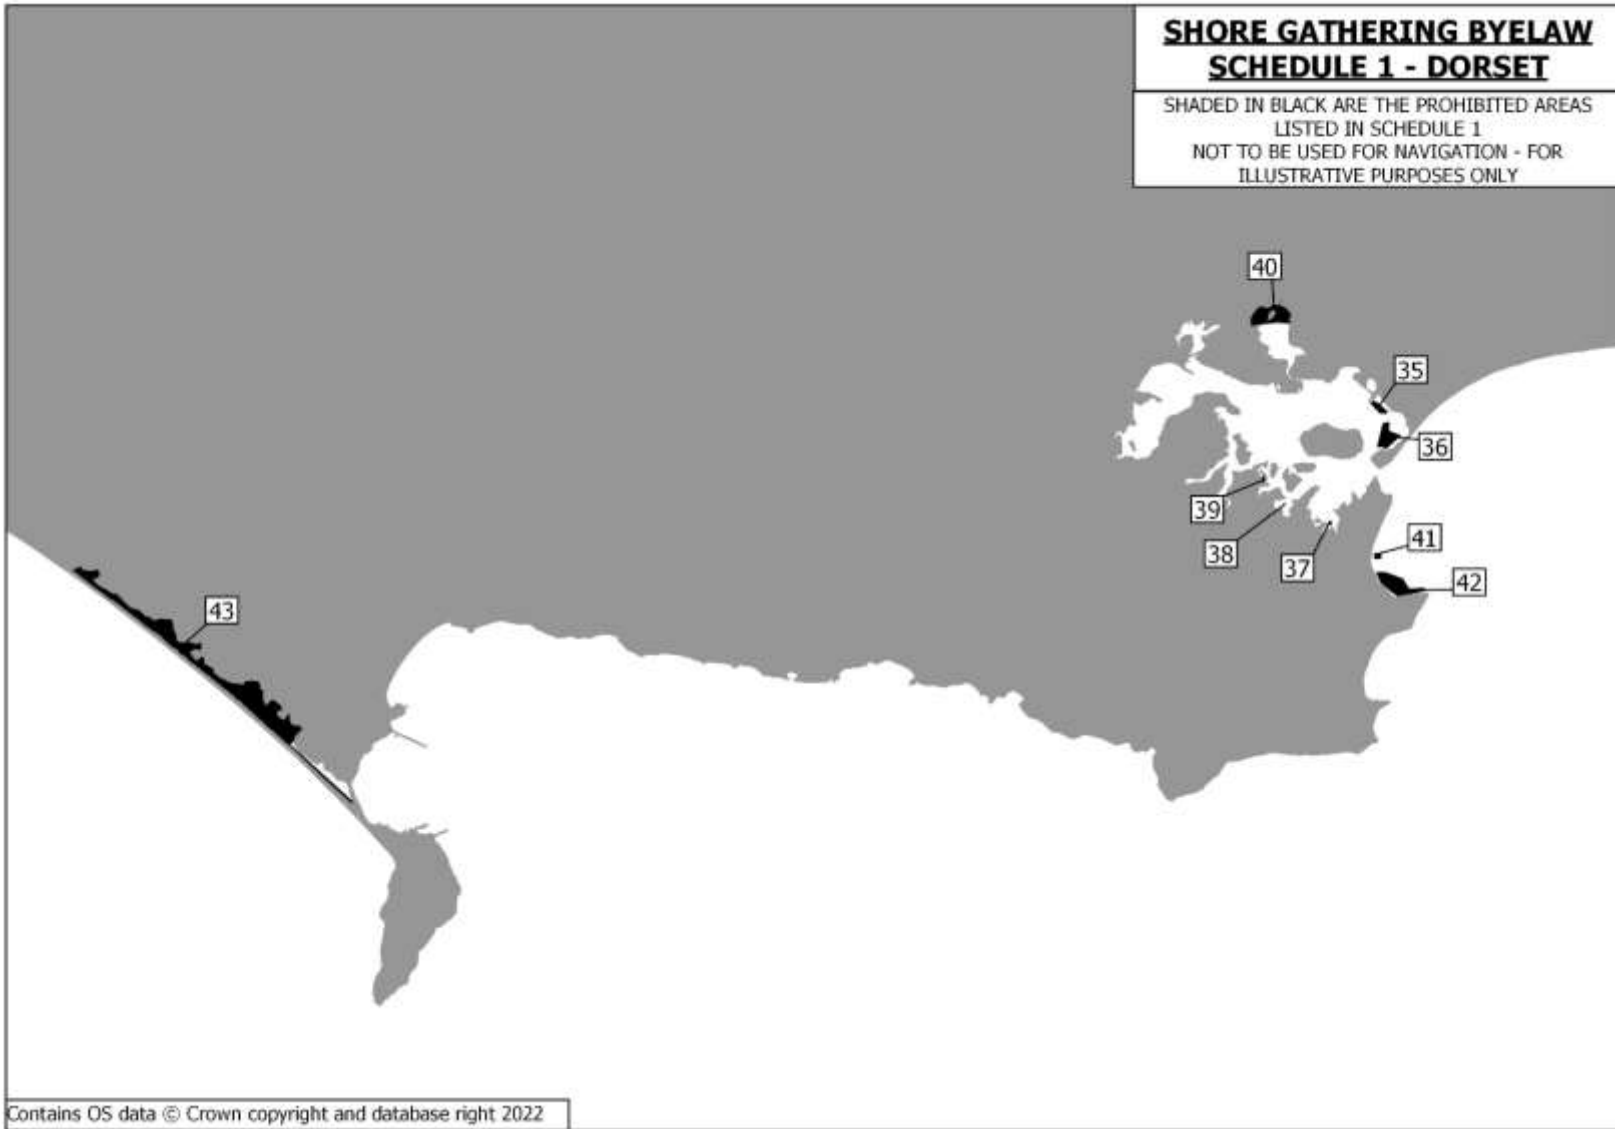 SHORE GATHERING BYELAW
SCHEDULE 1 - DORSET
SHADED IN BLACK ARE THE PROHIBITED AREAS
LISTED IN SCHEDULE 1
NOT TO BE USED FOR NAVIGATION - FOR
ILLUSTRATIVE PURPOSES ONLY
40
35
36
39
38
37
41
42
43
Contains OS data © Crown copyright and database right 2022